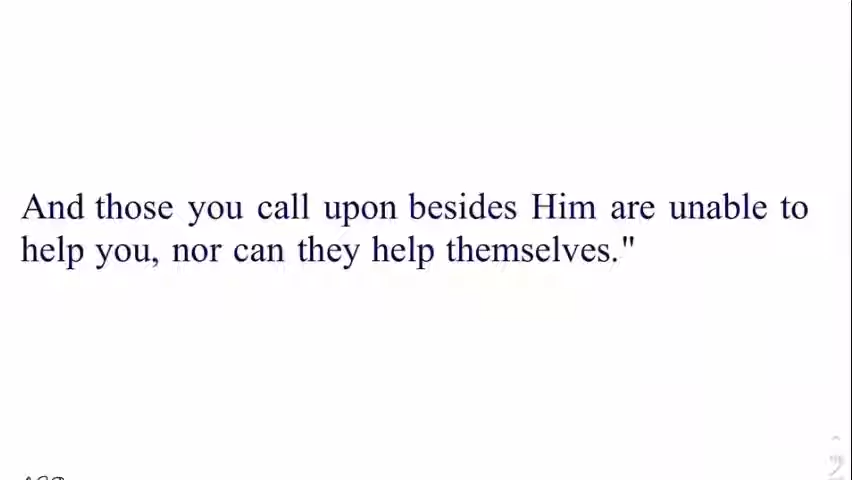 And those you call upon besides Him are unable to
help you, nor can they help themselves."